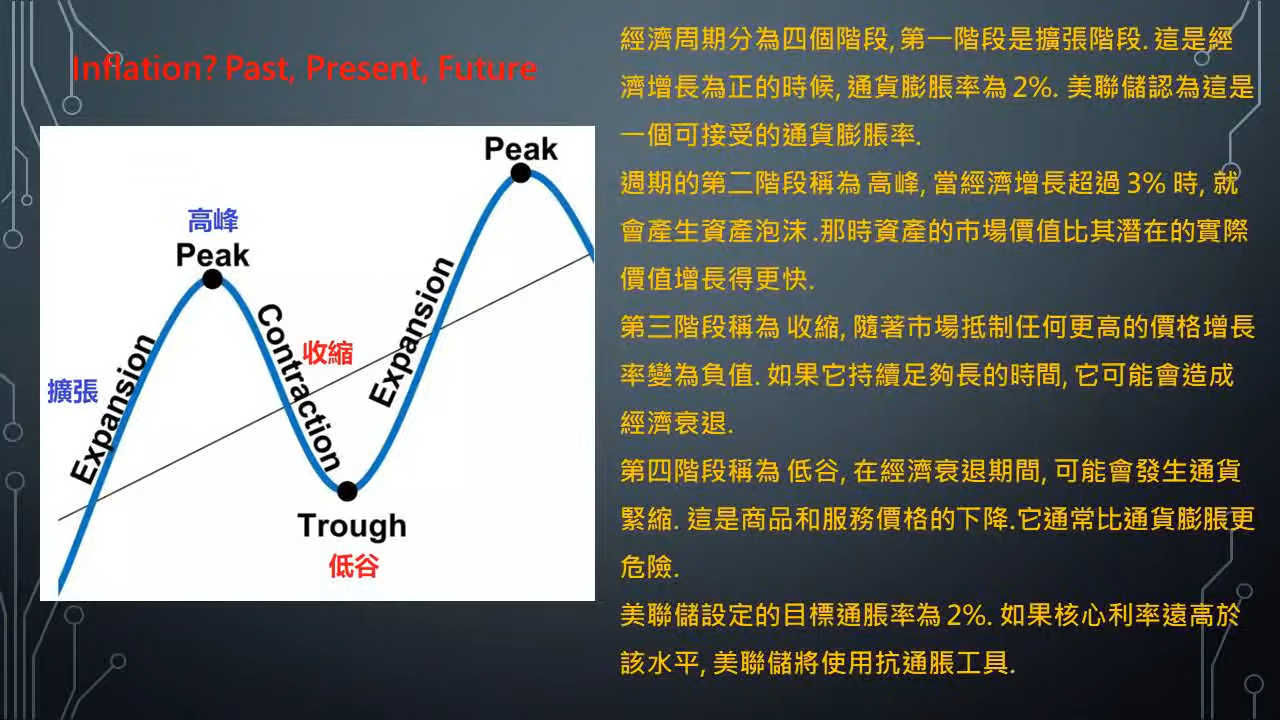 Inflation? Past, Present, Future
Peak
高峰
Peak
Expansion
擴張
Contraction
收縮
Expansion
Trough
低谷
經濟周期分為四個階段, 第一階段是擴張階段. 這是經
濟增長為正的時候, 通貨膨脹率為 2%. 美聯儲認為這是
一個可接受的通貨膨脹率.
週期的第二階段稱為 高峰, 當經濟增長超過 3% 時, 就
會產生資產泡沫.那時資產的市場價值比其潛在的實際
價值增長得更快.
第三階段稱為 收縮, 隨著市場抵制任何更高的價格增長
率變為負值. 如果它持續足夠長的時間, 它可能會造成
經濟衰退.
第四階段稱為 低谷, 在經濟衰退期間, 可能會發生通貨
緊縮. 這是商品和服務價格的下降.它通常比通貨膨脹更
危險.
美聯儲設定的目標通脹率為 2%. 如果核心利率遠高於
該水平, 美聯儲將使用抗通脹工具.